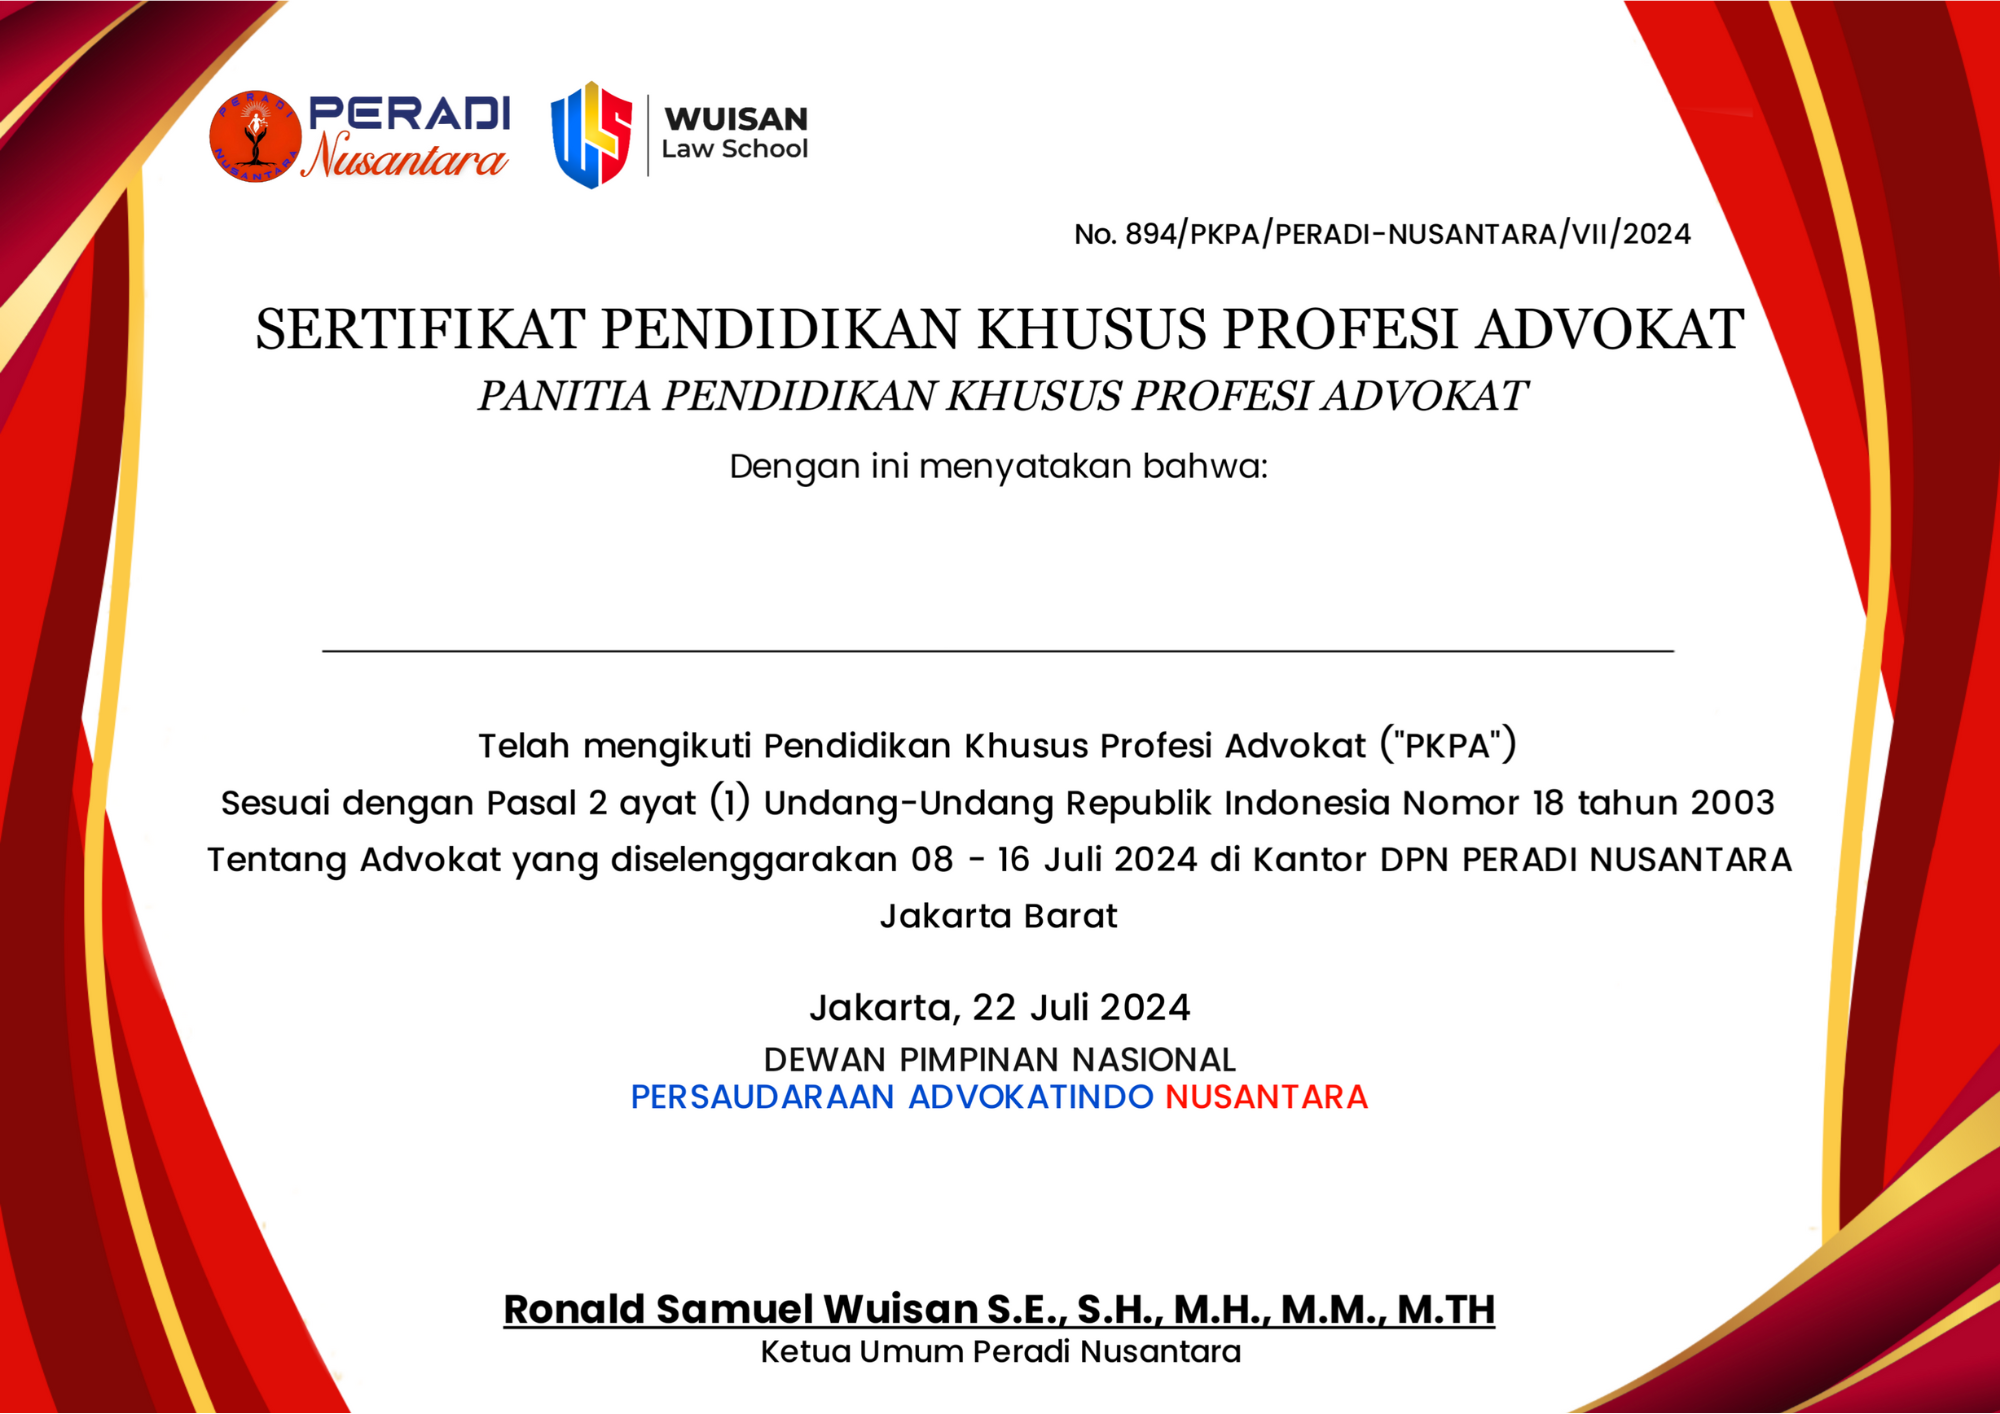 PERADI NUSANTARA
PERADI
Nusantara
WUISAN
Law School
No. 894/PKPA/PERADI-NUSANTARA/VII/2024
SERTIFIKAT PENDIDIKAN KHUSUS PROFESI ADVOKAT
PANITIA PENDIDIKAN KHUSUS PROFESI ADVOKAT
Dengan ini menyatakan bahwa:
Telah mengikuti Pendidikan Khusus Profesi Advokat ("PKPA")
Sesuai dengan Pasal 2 ayat (1) Undang-Undang Republik Indonesia Nomor 18 tahun 2003
Tentang Advokat yang diselenggarakan 08 - 16 Juli 2024 di Kantor DPN PERADI NUSANTARA
Jakarta Barat
Jakarta, 22 Juli 2024
DEWAN PIMPINAN NASIONAL
PERSAUDARAAN ADVOKATINDO NUSANTARA
Ronald Samuel Wuisan S.E., S.H., M.H., M.M., M.TH
Ketua Umum Peradi Nusantara